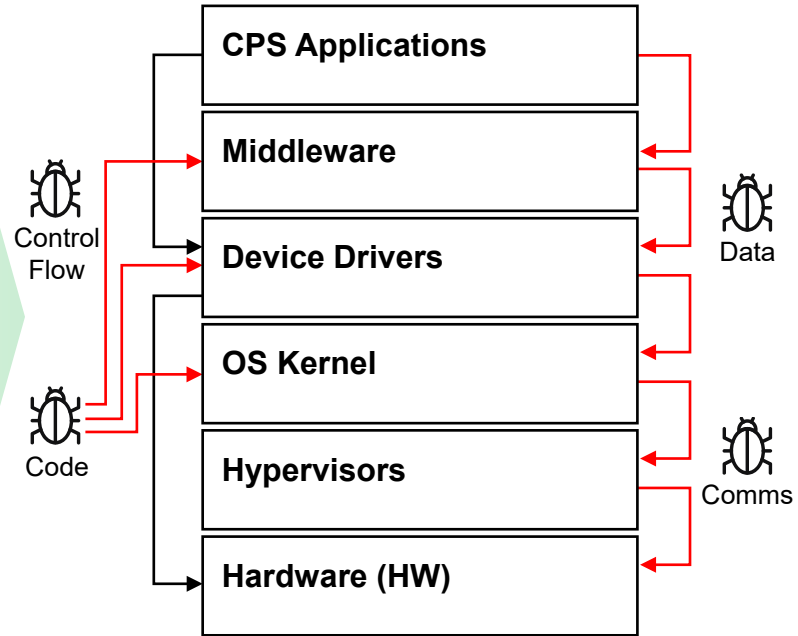 CPS Applications
Middleware
Control
Flow
Data
Device Drivers
OS Kernel
Code
Hypervisors
Comms
Hardware (HW)